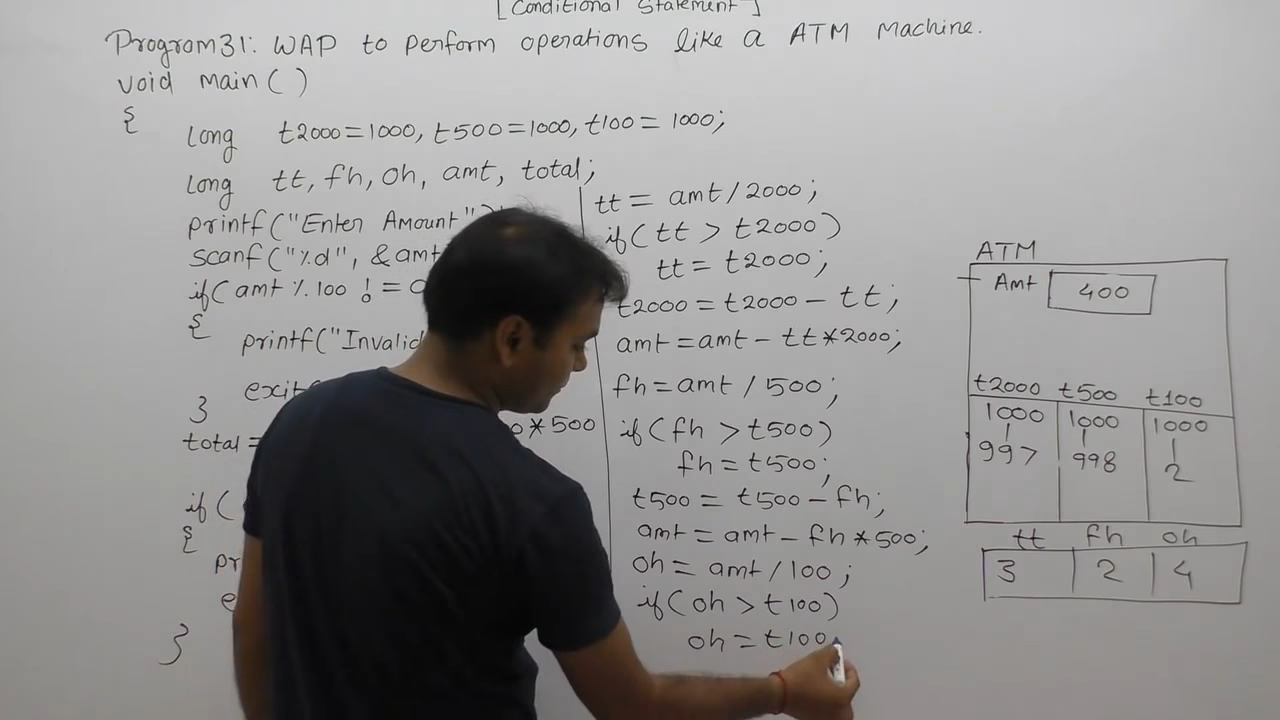 [Conditional Statement]
Program31: WAP to perform operations like a ATM Machine.
void main( )
{
long t2000=1000, t500=1000, t100=1000;
long tt, fh, oh, amt, total;
printf("Enter Amount"
scanf("%d", &amt
if( amt %.100 != 0
{
printf("Invalid
exit
}
total =
0*500
if(
{
}
tt = amt/2000;
if( tt > t2000)
tt = t2000;
t2000 = t2000 - tt;
amt = amt - tt*2000;
fh = amt / 500;
if( fh > t500)
fh = t500;
t500 = t500 - fh;
amt = amt - fh*500;
oh = amt/100;
if( oh > t100)
oh = t100
ATM
Amt 400
t2000 t500 t100
1000 1000 1000
997 998 2
tt fh oh
3 2 4